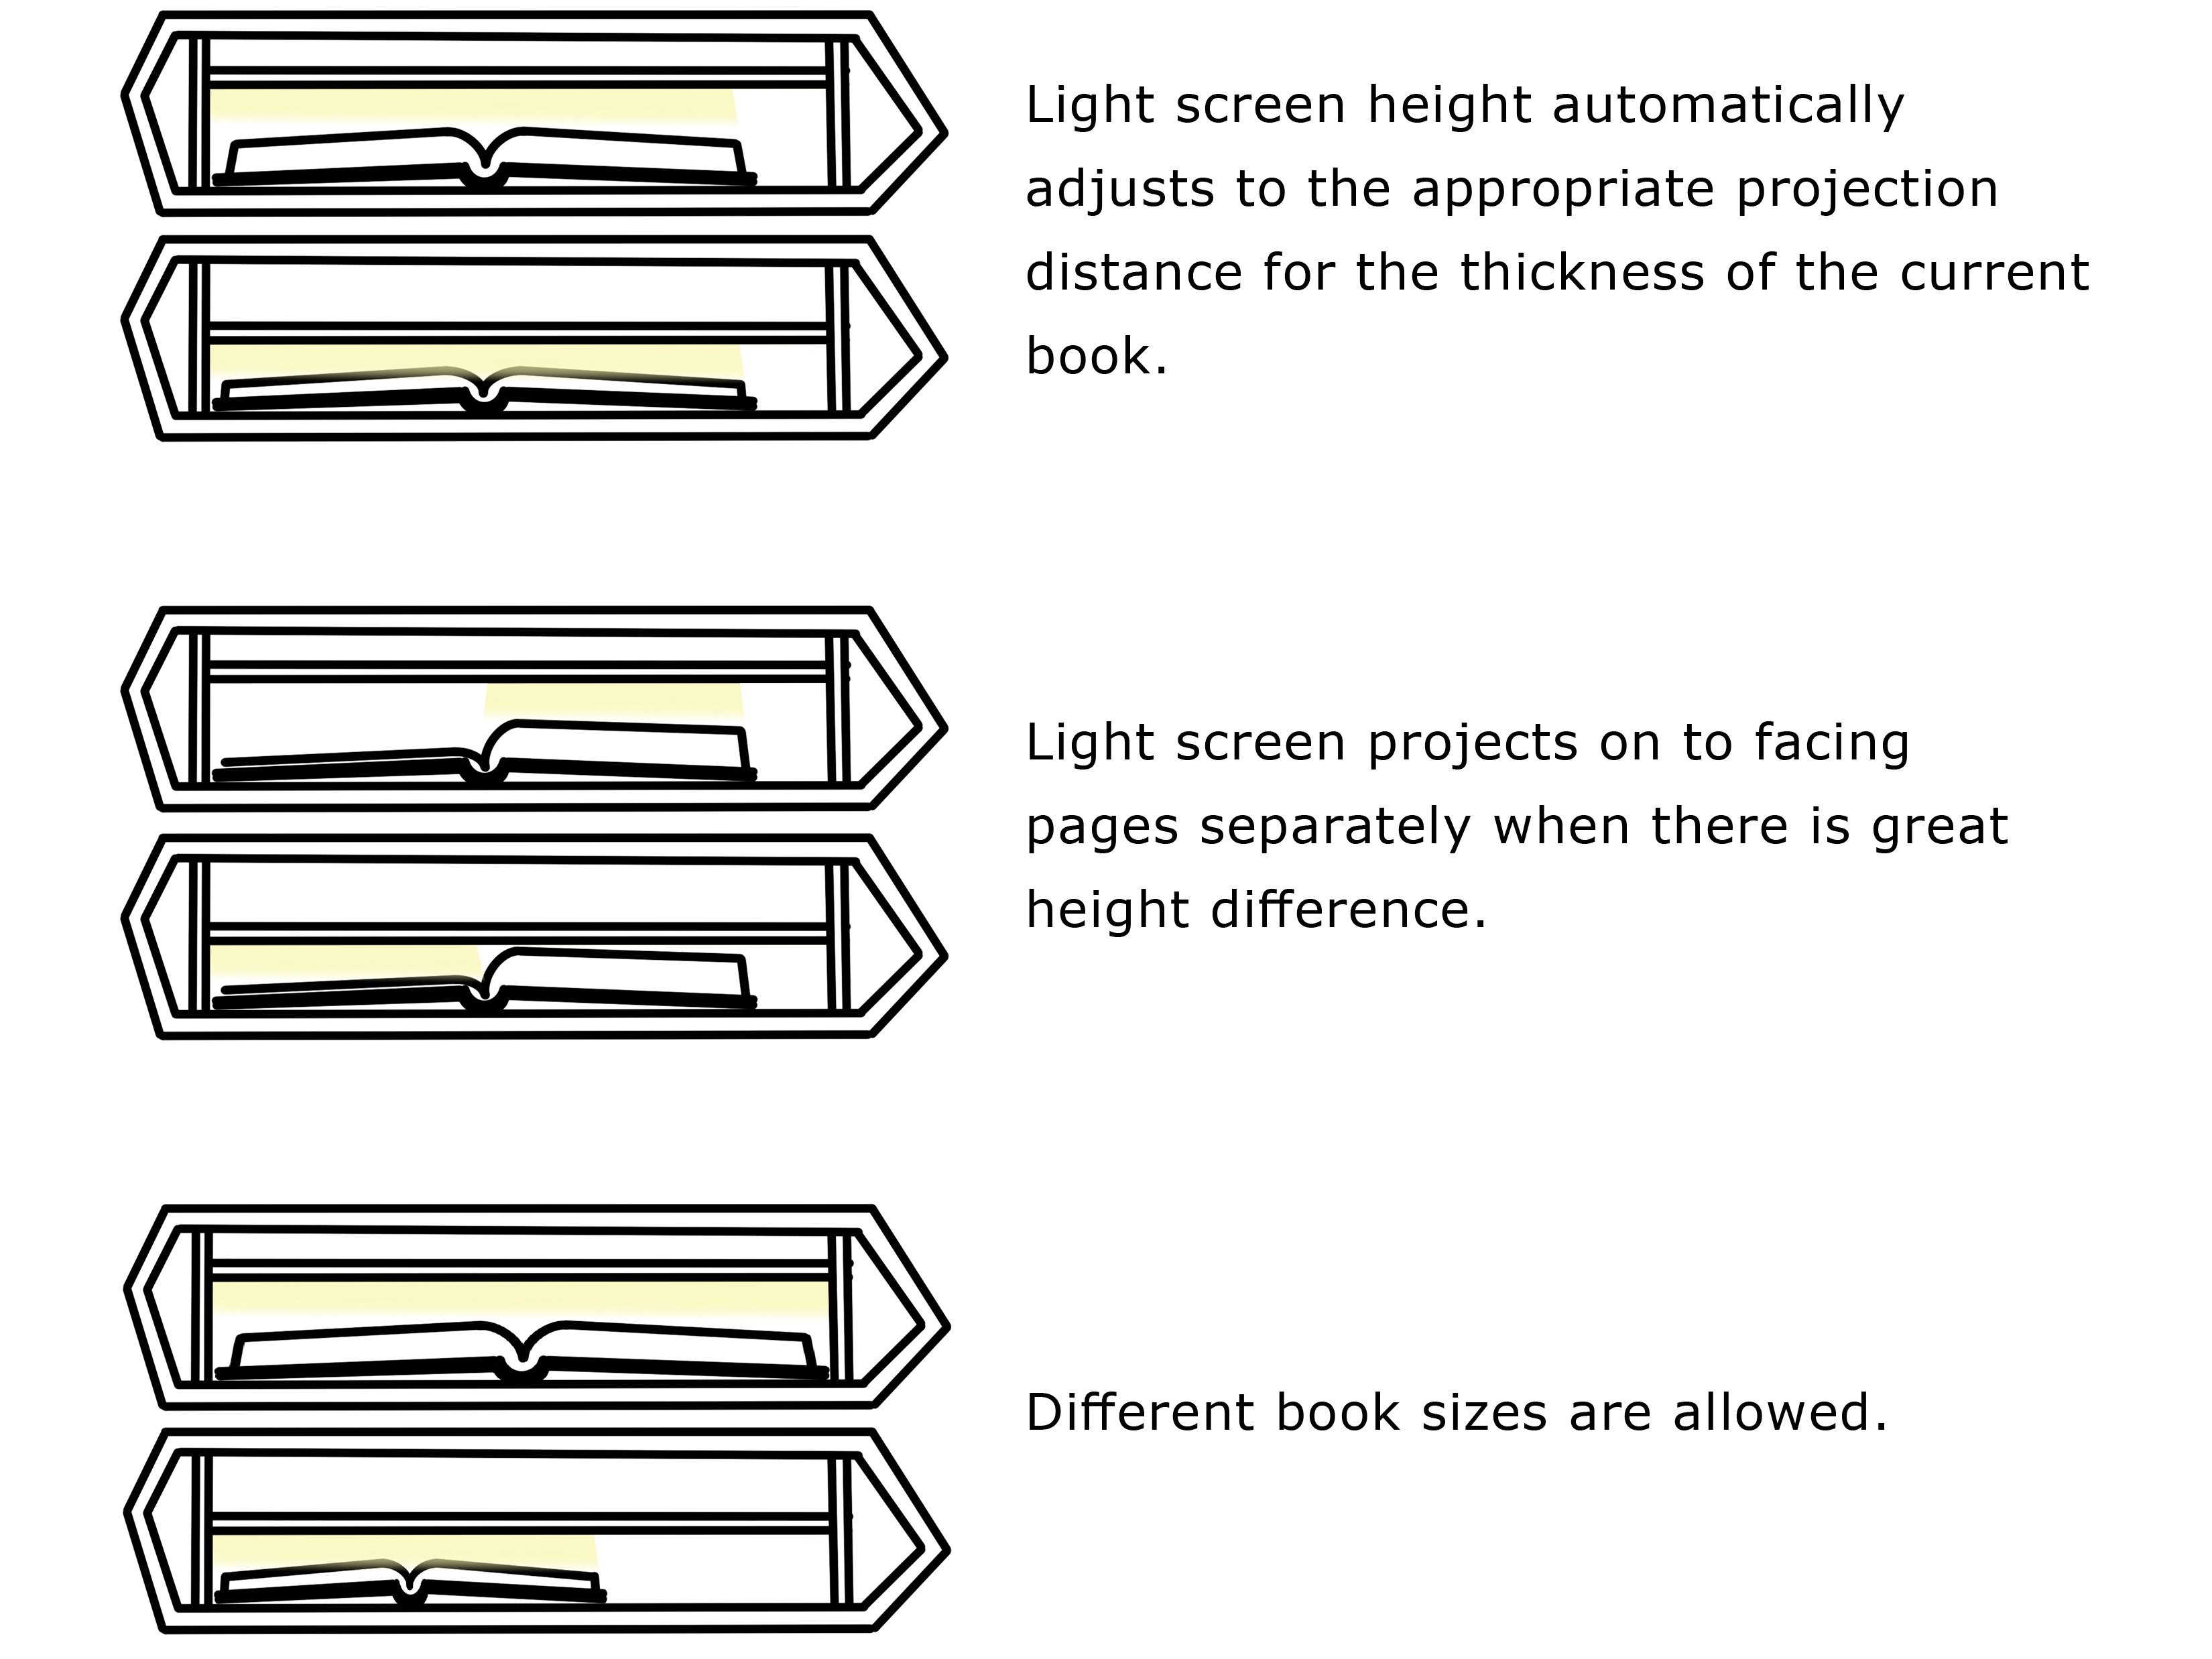 Light screen height automatically
adjusts to the appropriate projection
distance for the thickness of the current
book.
Light screen projects on to facing
pages separately when there is great
height difference.
Different book sizes are allowed.